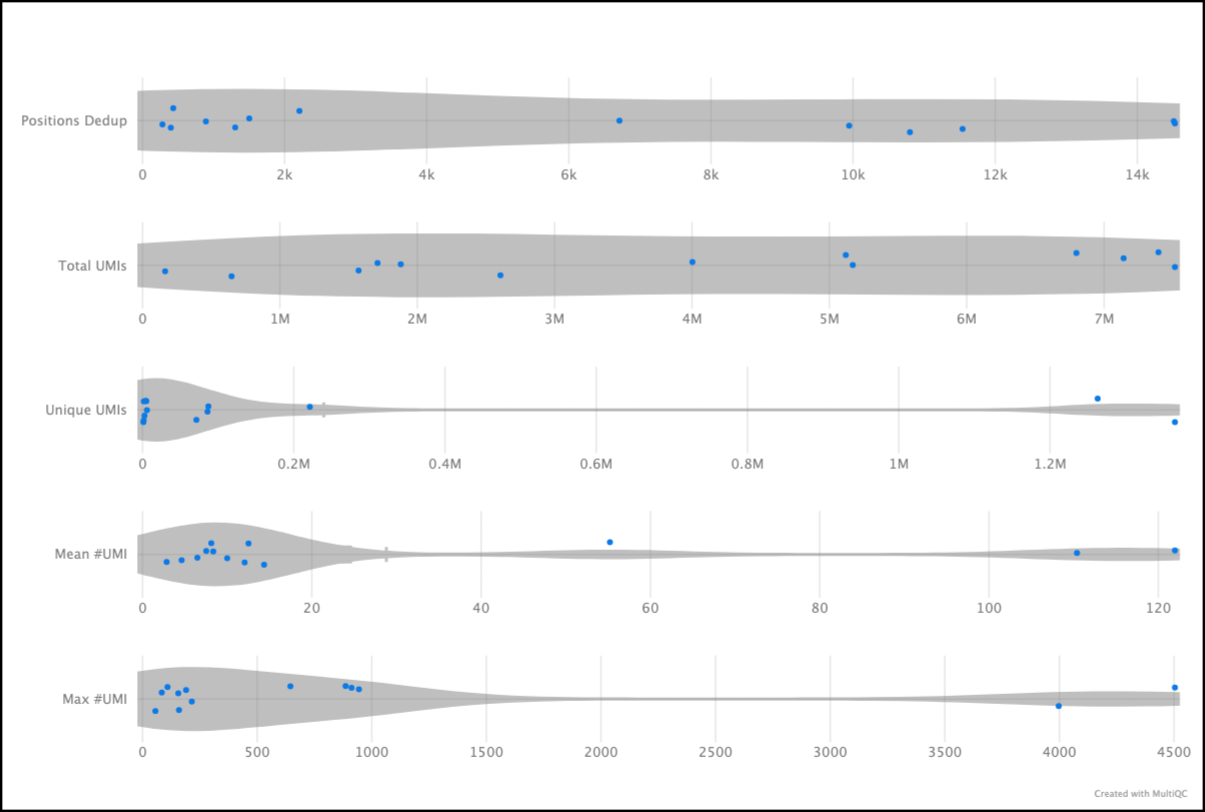 Positions Dedup
0 2k 4k 6k 8k 10k 12k 14k
Total UMIs
0 1M 2M 3M 4M 5M 6M 7M
Unique UMIs
0 0.2M 0.4M 0.6M 0.8M 1M 1.2M
Mean #UMI
0 20 40 60 80 100 120
Max #UMI
0 500 1000 1500 2000 2500 3000 3500 4000 4500
Created with MultiQC